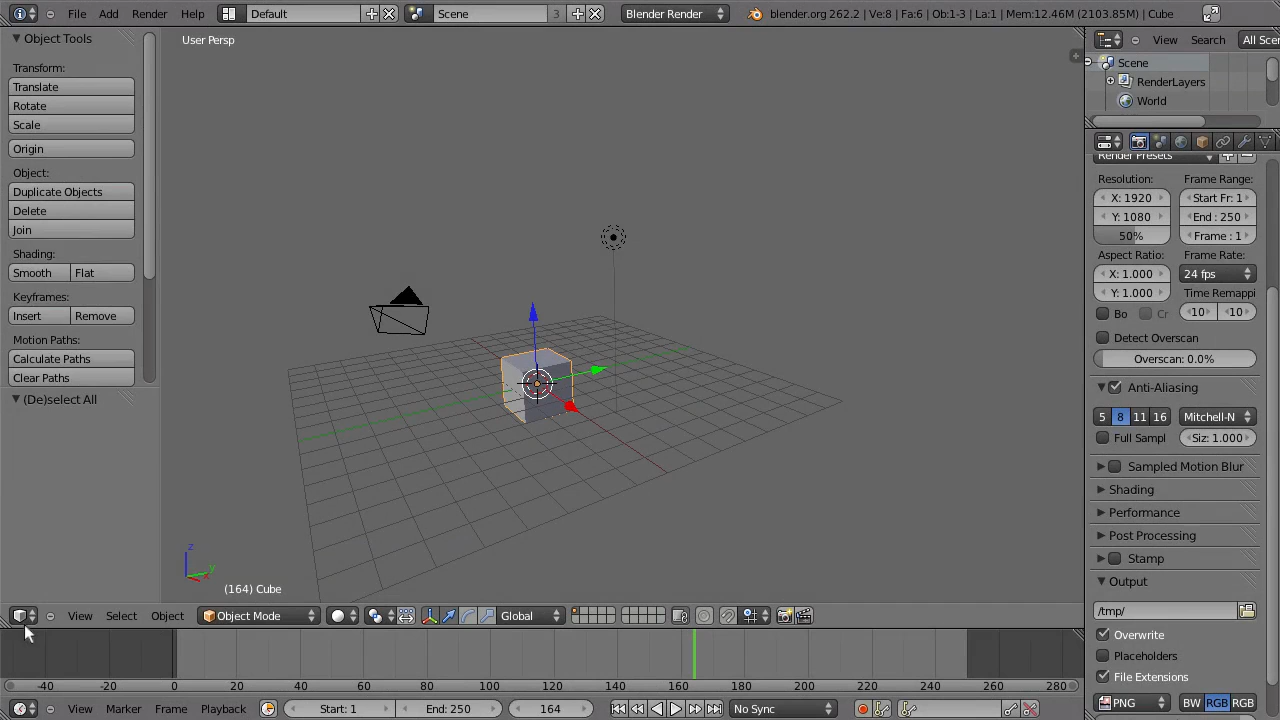 File Add Render Help Default Scene 3 Blender Render blender.org 262.2 | Ve:8 | Fa:6 | Ob:1-3 | La:1 | Mem:12.46M (2103.85M) | Cube
Object Tools
Transform:
Translate
Rotate
Scale
Origin
Object:
Duplicate Objects
Delete
Join
Shading:
Smooth Flat
Keyframes:
Insert Remove
Motion Paths:
Calculate Paths
Clear Paths
(De)select All
User Persp
z
y
x
(164) Cube
View Select Object Object Mode Global
-40 -20 0 20 40 60 80 100 120 140 160 180 200 220 240 260 280
View Marker Frame Playback Start: 1 End: 250 164 No Sync
View Search All Scen
Scene
RenderLayers
World
Render Presets
Resolution: Frame Range:
X: 1920 Start Fr: 1
Y: 1080 End : 250
50% Frame : 1
Aspect Ratio: Frame Rate:
X: 1.000 24 fps
Y: 1.000 Time Remappi
Bo Cr 10 10
Detect Overscan
Overscan: 0.0%
Anti-Aliasing
5 8 11 16 Mitchell-N
Full Sampl Siz: 1.000
Sampled Motion Blur
Shading
Performance
Post Processing
Stamp
Output
/tmp/
Overwrite
Placeholders
File Extensions
PNG BW RGB RGB